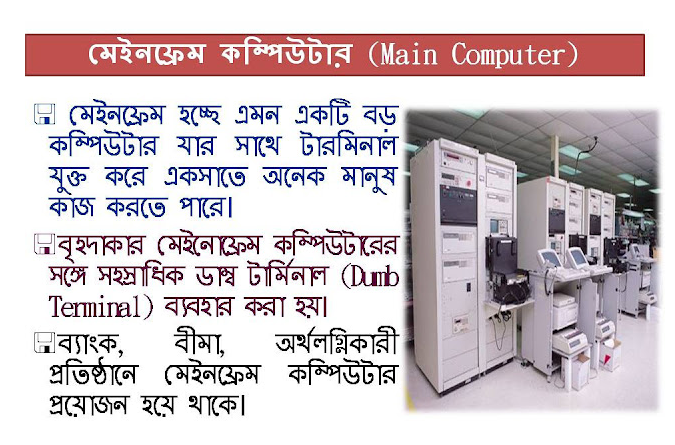 মেইনফ্রেম কম্পিউটার (Main Computer)
মেইনফ্রেম হচ্ছে এমন একটি বড়
কম্পিউটার যার সাথে টারমিনাল
যুক্ত করে একসাতে অনেক মানুষ
কাজ করতে পারে।
বৃহদাকার মেইনোফ্রেম কম্পিউটারের
সঙ্গে সহস্রাধিক ডাম্ব টার্মিনাল (Dumb
Terminal) ব্যবহার করা হয়।
ব্যাংক, বীমা, অর্থলগ্নিকারী
প্রতিষ্ঠানে মেইনফ্রেম কম্পিউটার
প্রয়োজন হয়ে থাকে।